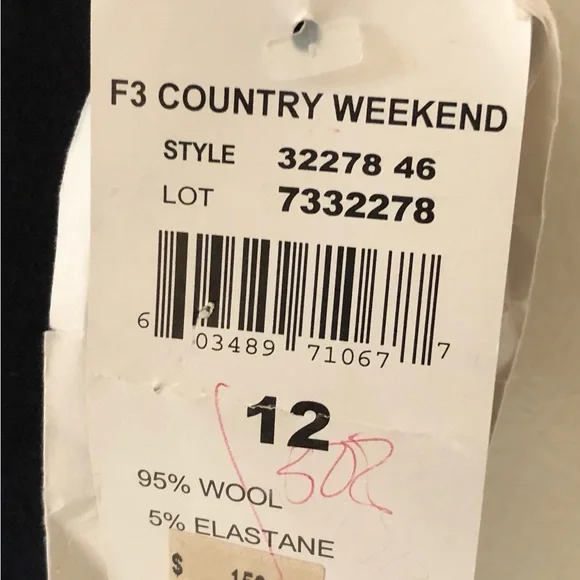 F3 COUNTRY WEEKEND
STYLE 32278 46
LOT 7332278
6 03489 71067 7
12
95% WOOL
5% ELASTANE
$